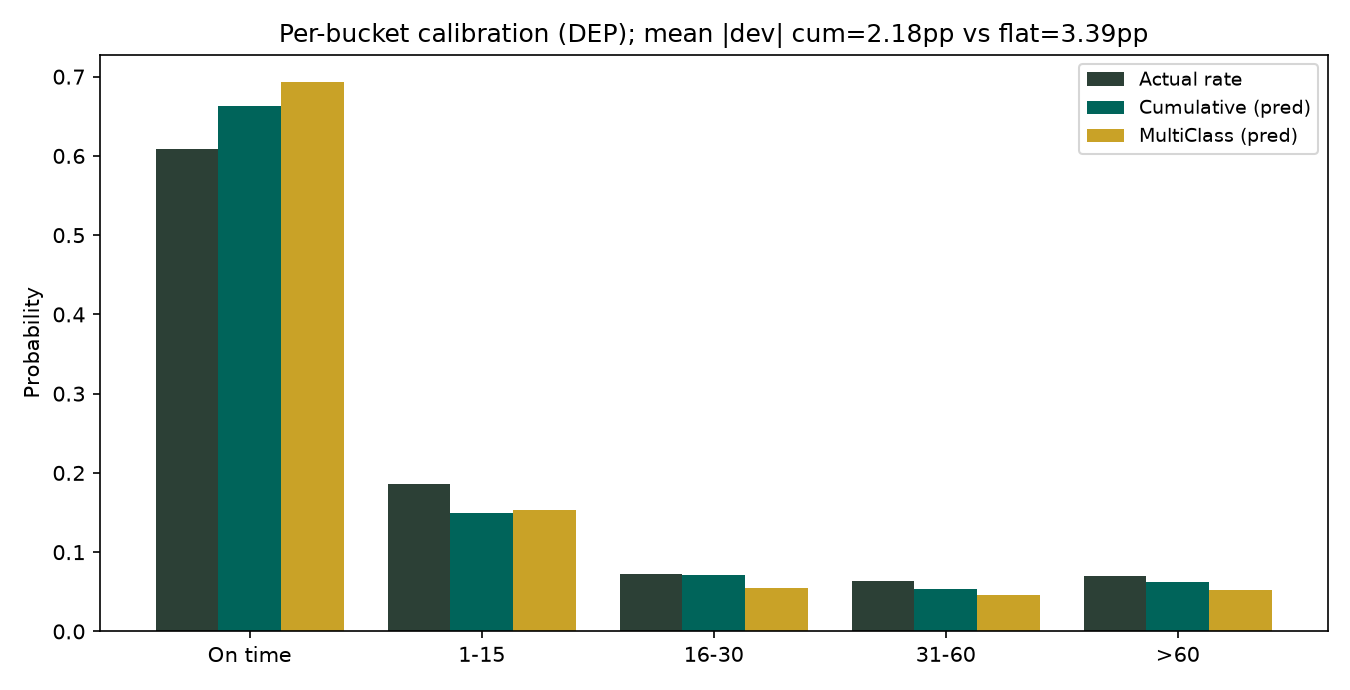 Per-bucket calibration (DEP); mean |dev| cum=2.18pp vs flat=3.39pp
Actual rate
Cumulative (pred)
MultiClass (pred)
Probability
0.7
0.6
0.5
0.4
0.3
0.2
0.1
0.0
On time
1-15
16-30
31-60
>60